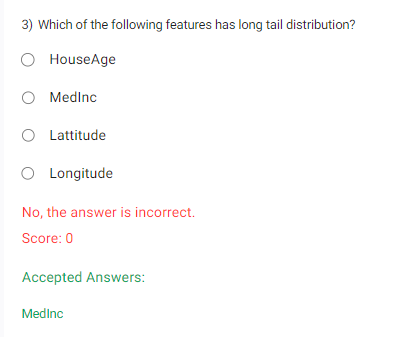 3) Which of the following features has long tail distribution?
HouseAge
MedInc
Lattitude
Longitude
No, the answer is incorrect.
Score: 0
Accepted Answers:
MedInc